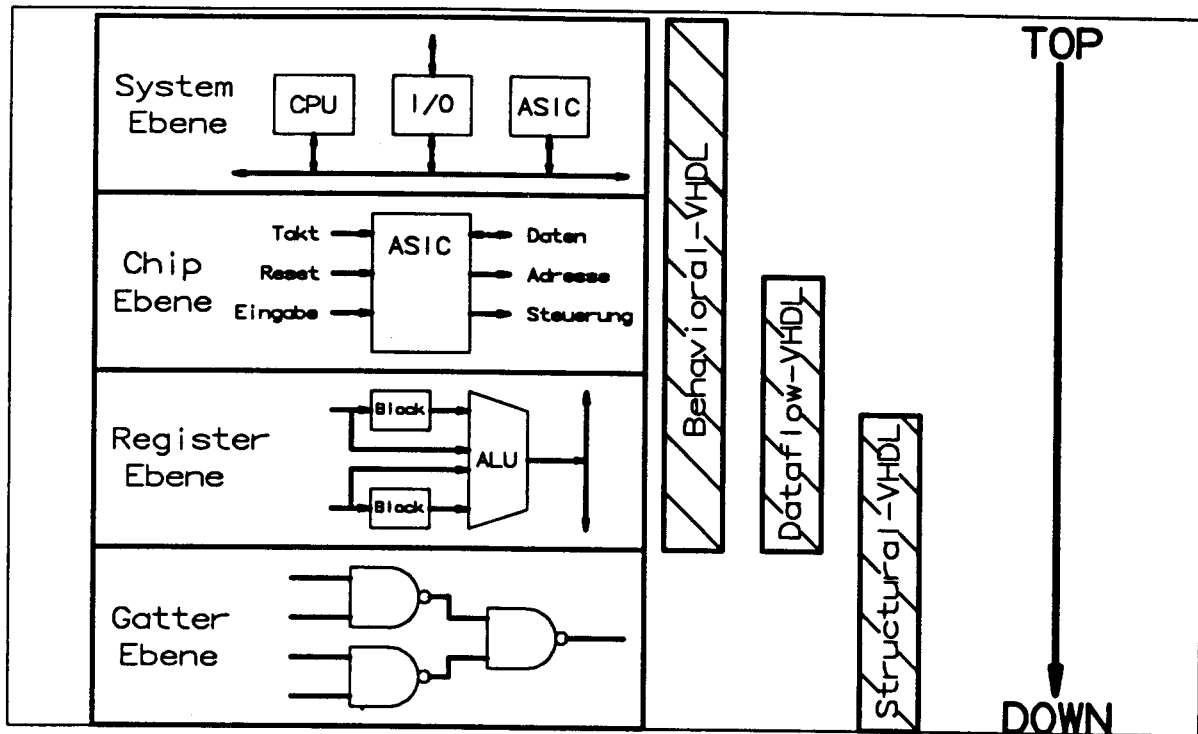 System
Ebene
CPU
I/O
ASIC
Chip
Ebene
Takt
Reset
Eingabe
ASIC
Daten
Adresse
Steuerung
Register
Ebene
Block
Block
ALU
Gatter
Ebene
Behavioral-VHDL
Dataflow-VHDL
Structural-VHDL
TOP
DOWN